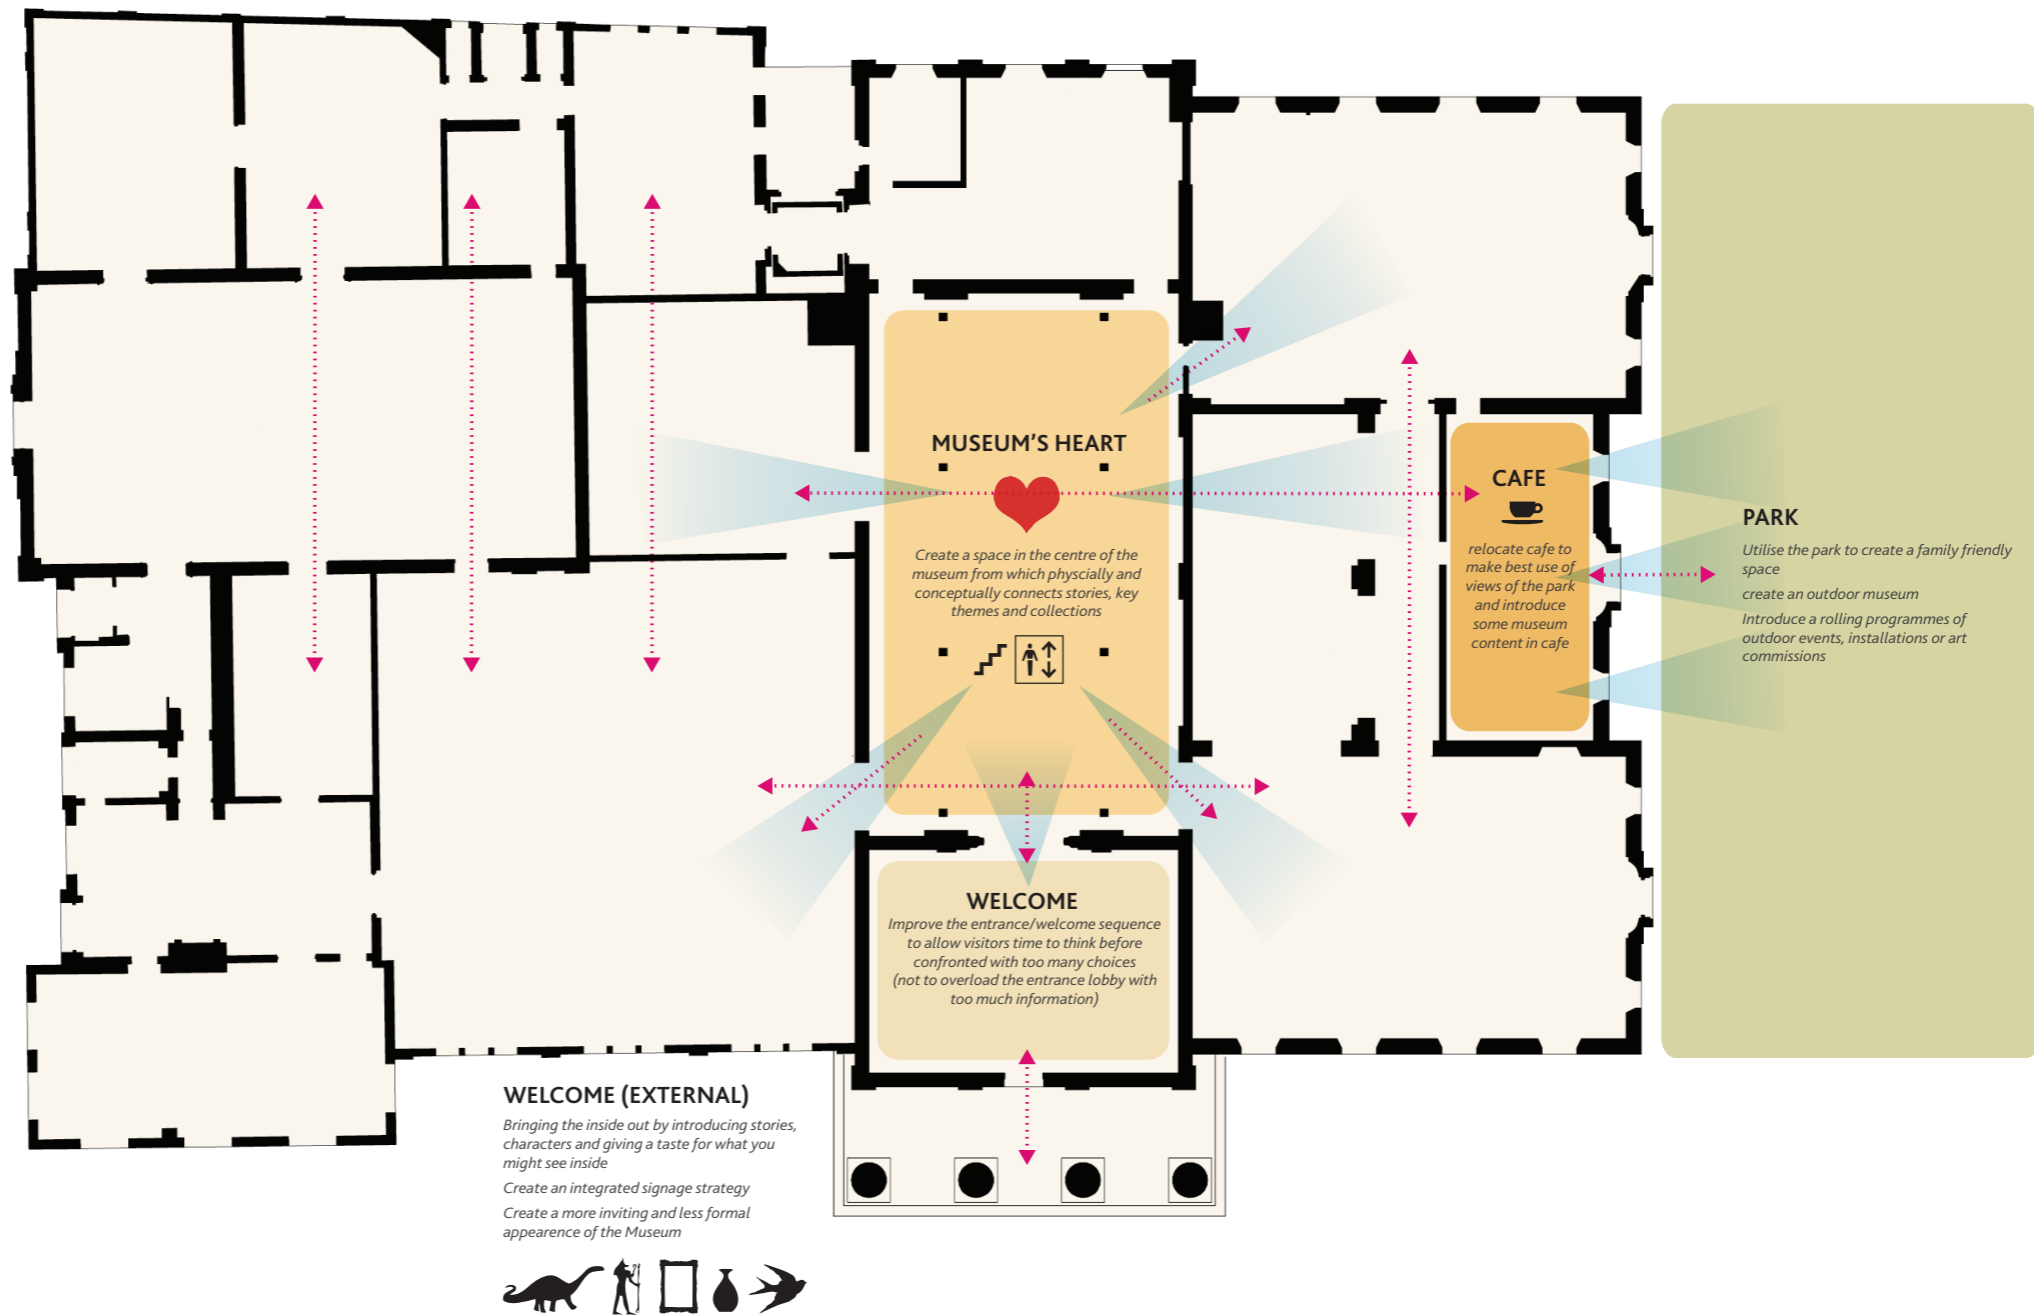 MUSEUM'S HEART
Create a space in the centre of the
museum from which physcially and
conceptually connects stories, key
themes and collections
CAFE
relocate cafe to
make best use of
views of the park
and introduce
some museum
content in cafe
PARK
Utilise the park to create a family friendly
space
create an outdoor museum
Introduce a rolling programmes of
outdoor events, installations or art
commissions
WELCOME
Improve the entrance/welcome sequence
to allow visitors time to think before
confronted with too many choices
(not to overload the entrance lobby with
too much information)
WELCOME (EXTERNAL)
Bringing the inside out by introducing stories,
characters and giving a taste for what you
might see inside
Create an integrated signage strategy
Create a more inviting and less formal
appearence of the Museum